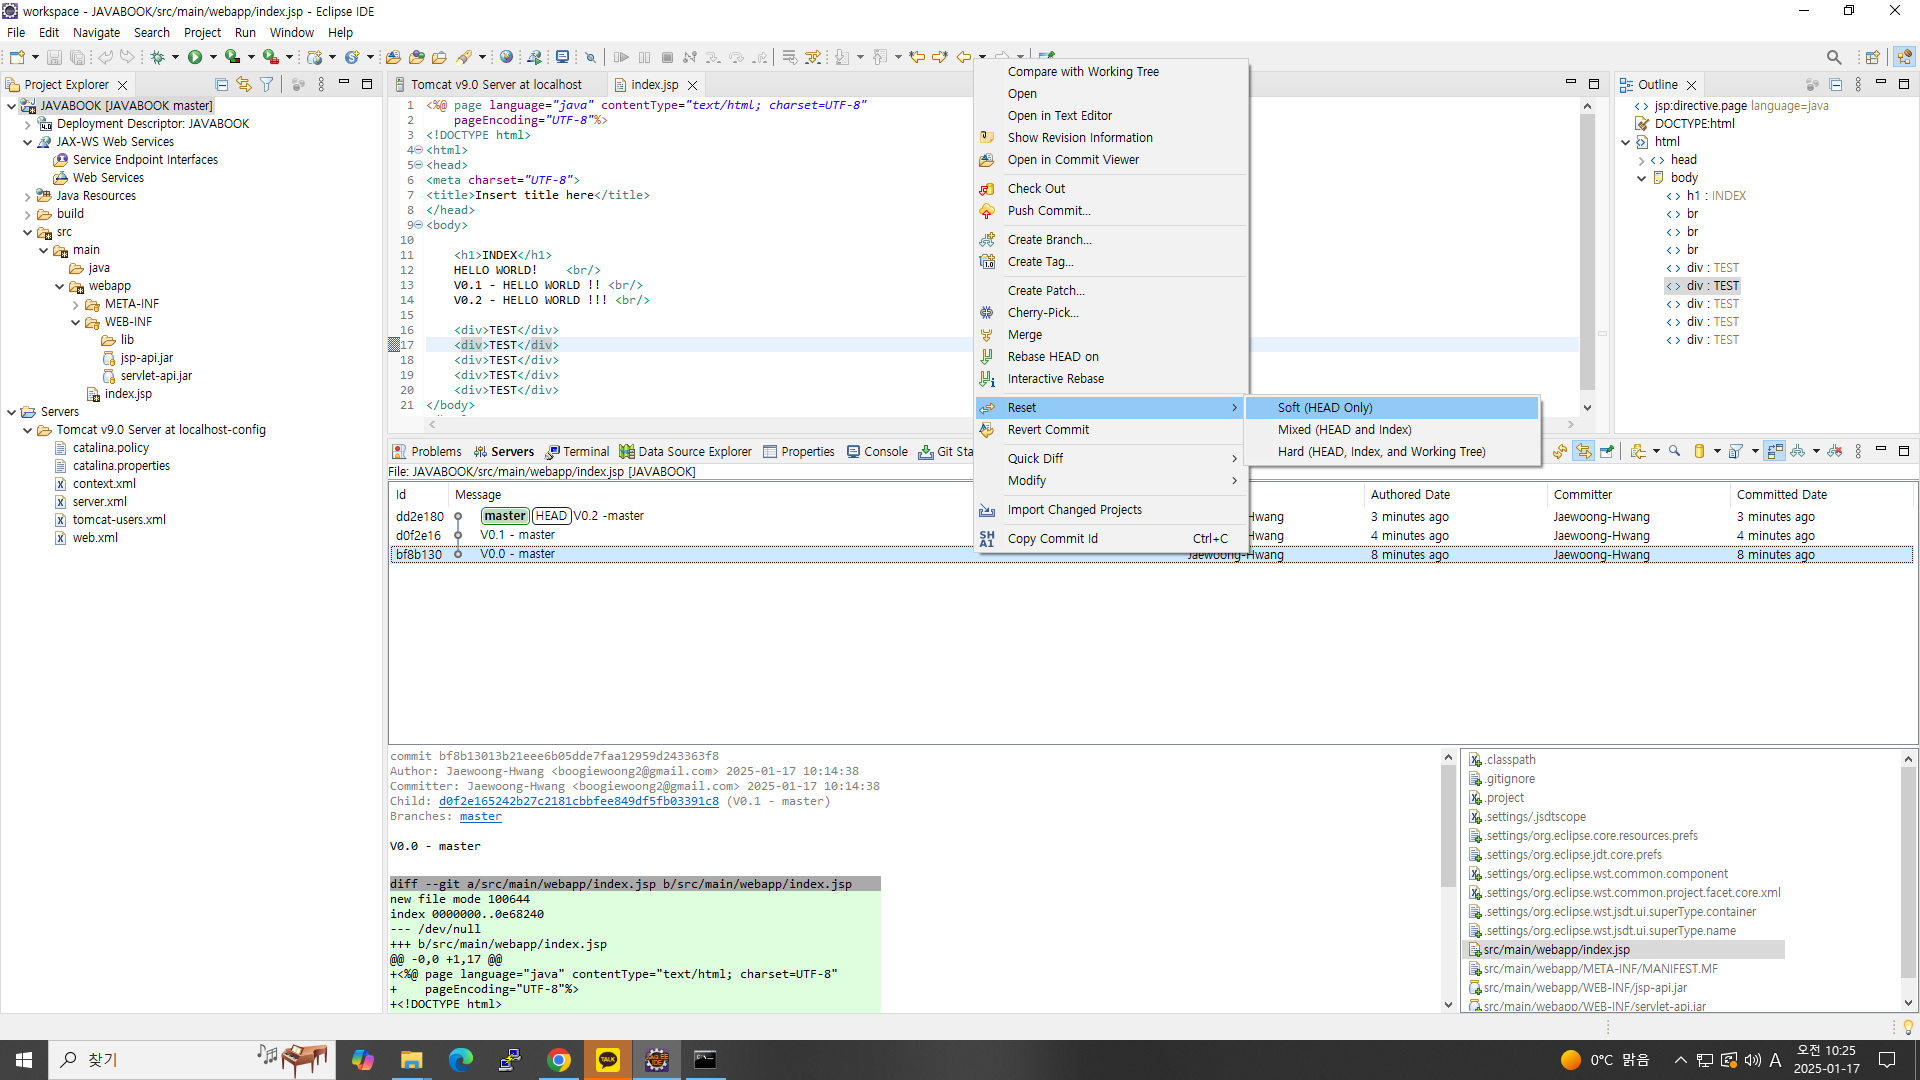 workspace - JAVABOOK/src/main/webapp/index.jsp - Eclipse IDE
File Edit Navigate Search Project Run Window Help
Project Explorer
JAVABOOK [JAVABOOK master]
Deployment Descriptor: JAVABOOK
JAX-WS Web Services
Service Endpoint Interfaces
Web Services
Java Resources
build
src
main
java
webapp
META-INF
WEB-INF
lib
jsp-api.jar
servlet-api.jar
index.jsp
Servers
Tomcat v9.0 Server at localhost-config
catalina.policy
catalina.properties
context.xml
server.xml
tomcat-users.xml
web.xml
Tomcat v9.0 Server at localhost
index.jsp
1 <%@ page language="java" contentType="text/html; charset=UTF-8"
2 pageEncoding="UTF-8"%>
3 <!DOCTYPE html>
4 <html>
5 <head>
6 <meta charset="UTF-8">
7 <title>Insert title here</title>
8 </head>
9 <body>
10
11 <h1>INDEX</h1>
12 HELLO WORLD! <br/>
13 V0.1 - HELLO WORLD !! <br/>
14 V0.2 - HELLO WORLD !!! <br/>
15
16 <div>TEST</div>
17 <div>TEST</div>
18 <div>TEST</div>
19 <div>TEST</div>
20 <div>TEST</div>
21 </body>
Compare with Working Tree
Open
Open in Text Editor
Show Revision Information
Open in Commit Viewer
Check Out
Push Commit...
Create Branch...
Create Tag...
Create Patch...
Cherry-Pick...
Merge
Rebase HEAD on
Interactive Rebase
Reset
Revert Commit
Quick Diff
Modify
Import Changed Projects
Copy Commit Id Ctrl+C
Soft (HEAD Only)
Mixed (HEAD and Index)
Hard (HEAD, Index, and Working Tree)
Outline
jsp:directive.page language=java
DOCTYPE:html
html
head
body
h1 : INDEX
br
br
br
div : TEST
div : TEST
div : TEST
div : TEST
div : TEST
Problems Servers Terminal Data Source Explorer Properties Console Git Sta
File: JAVABOOK/src/main/webapp/index.jsp [JAVABOOK]
Id Message Authored Date Committer Committed Date
dd2e180 master HEAD V0.2 -master Hwang 3 minutes ago Jaewoong-Hwang 3 minutes ago
d0f2e16 V0.1 - master Hwang 4 minutes ago Jaewoong-Hwang 4 minutes ago
bf8b130 V0.0 - master Jaewoong-Hwang 8 minutes ago Jaewoong-Hwang 8 minutes ago
commit bf8b13013b21eee6b05dde7faa12959d243363f8
Author: Jaewoong-Hwang <boogiewoong2@gmail.com> 2025-01-17 10:14:38
Committer: Jaewoong-Hwang <boogiewoong2@gmail.com> 2025-01-17 10:14:38
Child: d0f2e165242b27c2181cbbfee849df5fb03391c8 (V0.1 - master)
Branches: master
V0.0 - master
diff --git a/src/main/webapp/index.jsp b/src/main/webapp/index.jsp
new file mode 100644
index 0000000..0e68240
--- /dev/null
+++ b/src/main/webapp/index.jsp
@@ -0,0 +1,17 @@
+<%@ page language="java" contentType="text/html; charset=UTF-8"
+ pageEncoding="UTF-8"%>
+<!DOCTYPE html>
.classpath
.gitignore
.project
.settings/.jsdtscope
.settings/org.eclipse.core.resources.prefs
.settings/org.eclipse.jdt.core.prefs
.settings/org.eclipse.wst.common.component
.settings/org.eclipse.wst.common.project.facet.core.xml
.settings/org.eclipse.wst.jsdt.ui.superType.container
.settings/org.eclipse.wst.jsdt.ui.superType.name
src/main/webapp/index.jsp
src/main/webapp/META-INF/MANIFEST.MF
src/main/webapp/WEB-INF/jsp-api.jar
src/main/webapp/WEB-INF/servlet-api.jar
찾기
TALK
0°C 맑음
A
오전 10:25
2025-01-17